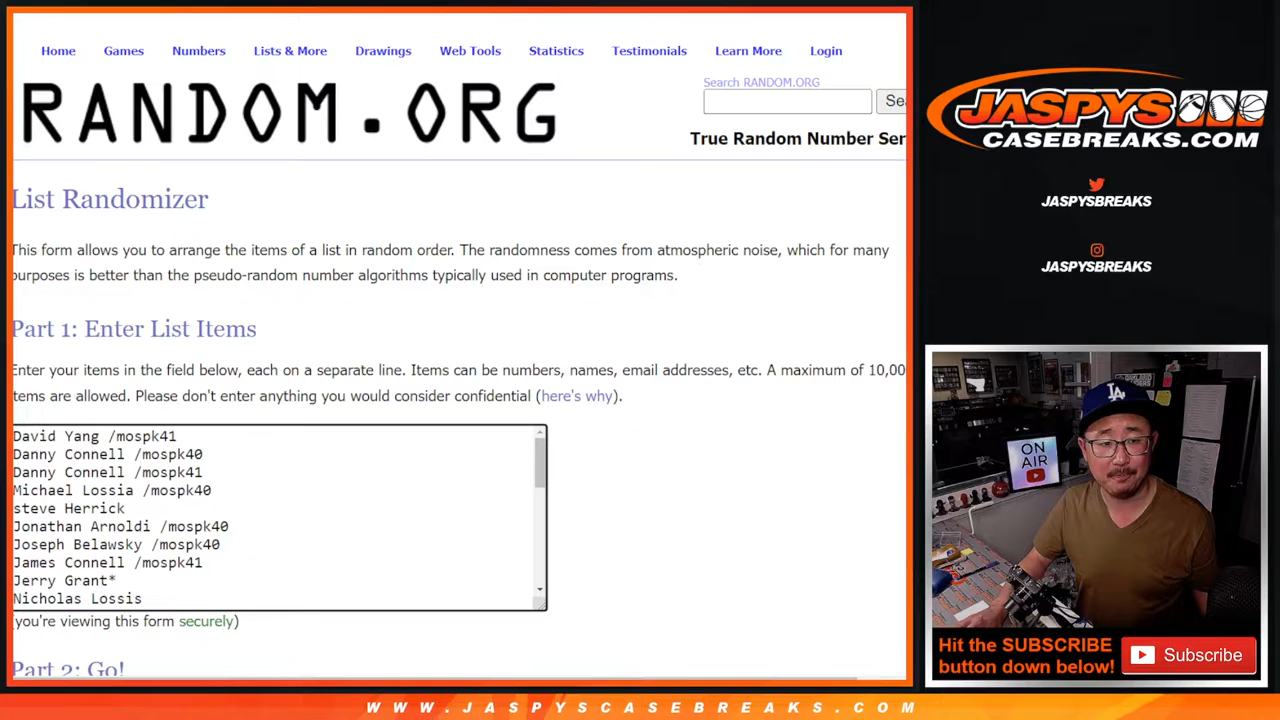 Home Games Numbers Lists & More Drawings Web Tools Statistics Testimonials Learn More Login
Search RANDOM.ORG
RANDOM.ORG
Sea
True Random Number Ser
List Randomizer
This form allows you to arrange the items of a list in random order. The randomness comes from atmospheric noise, which for many
purposes is better than the pseudo-random number algorithms typically used in computer programs.
Part 1: Enter List Items
Enter your items in the field below, each on a separate line. Items can be numbers, names, email addresses, etc. A maximum of 10,00
items are allowed. Please don't enter anything you would consider confidential (here's why).
David Yang /mospk41
Danny Connell /mospk40
Danny Connell /mospk41
Michael Lossia /mospk40
steve Herrick
Jonathan Arnoldi /mospk40
Joseph Belawsky /mospk40
James Connell /mospk41
Jerry Grant*
Nicholas Lossis
(you're viewing this form securely)
Part 2: Go!
JASPYS
CASEBREAKS.COM
JASPYSBREAKS
JASPYSBREAKS
ON
AIR
LA
Hit the SUBSCRIBE
button down below!
Subscribe
WWW.JASPYSCASEBREAKS.COM